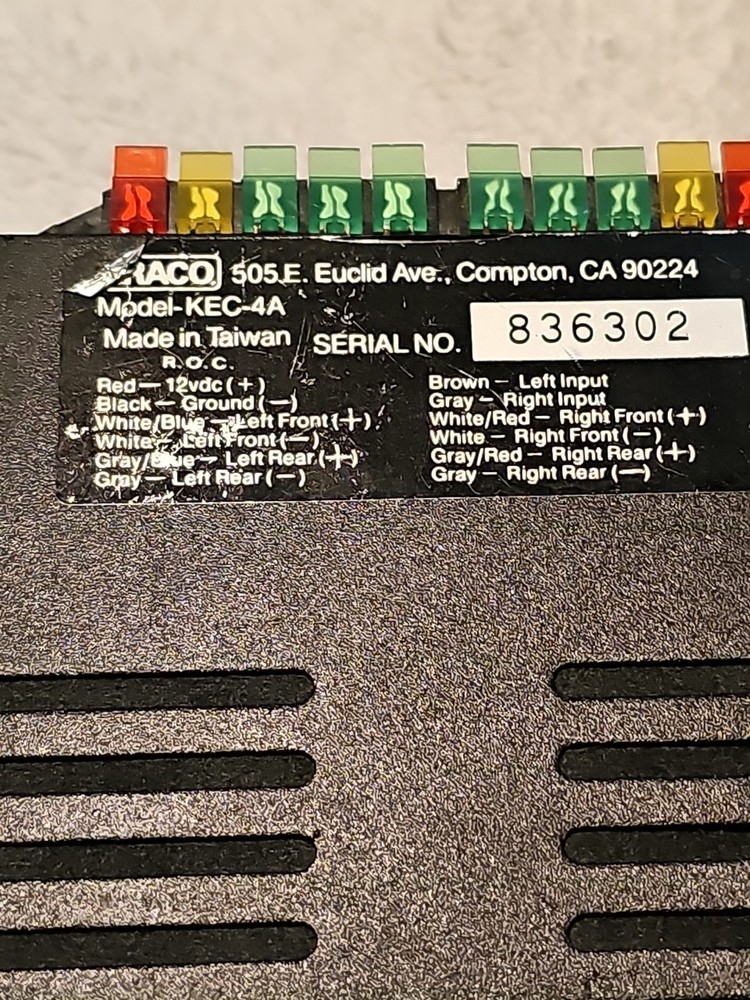 505 E. Euclid Ave., Compton, CA 90224
Model-KEC-4A
Made in Taiwan
R.O.C.
SERIAL NO. 836302
Red — 12vdc (+)
Black — Ground (—)
White/Blue — Left Front (+)
White — Left Front (—)
Gray/Blue — Left Rear (+)
Gray — Left Rear (—)
Brown — Left Input
Gray — Right Input
White/Red — Right Front (+)
White — Right Front (—)
Gray/Red — Right Rear (+)
Gray — Right Rear (—)